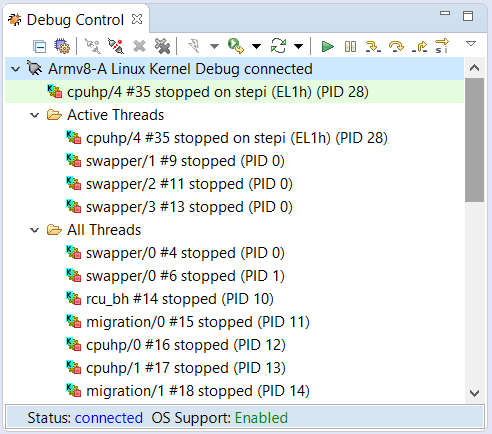 Debug Control
Armv8-A Linux Kernel Debug connected
cpuhp/4 #35 stopped on stepi (EL1h) (PID 28)
Active Threads
cpuhp/4 #35 stopped on stepi (EL1h) (PID 28)
swapper/1 #9 stopped (PID 0)
swapper/2 #11 stopped (PID 0)
swapper/3 #13 stopped (PID 0)
All Threads
swapper/0 #4 stopped (PID 0)
swapper/0 #6 stopped (PID 1)
rcu_bh #14 stopped (PID 10)
migration/0 #15 stopped (PID 11)
cpuhp/0 #16 stopped (PID 12)
cpuhp/1 #17 stopped (PID 13)
migration/1 #18 stopped (PID 14)
Status: connected OS Support: Enabled